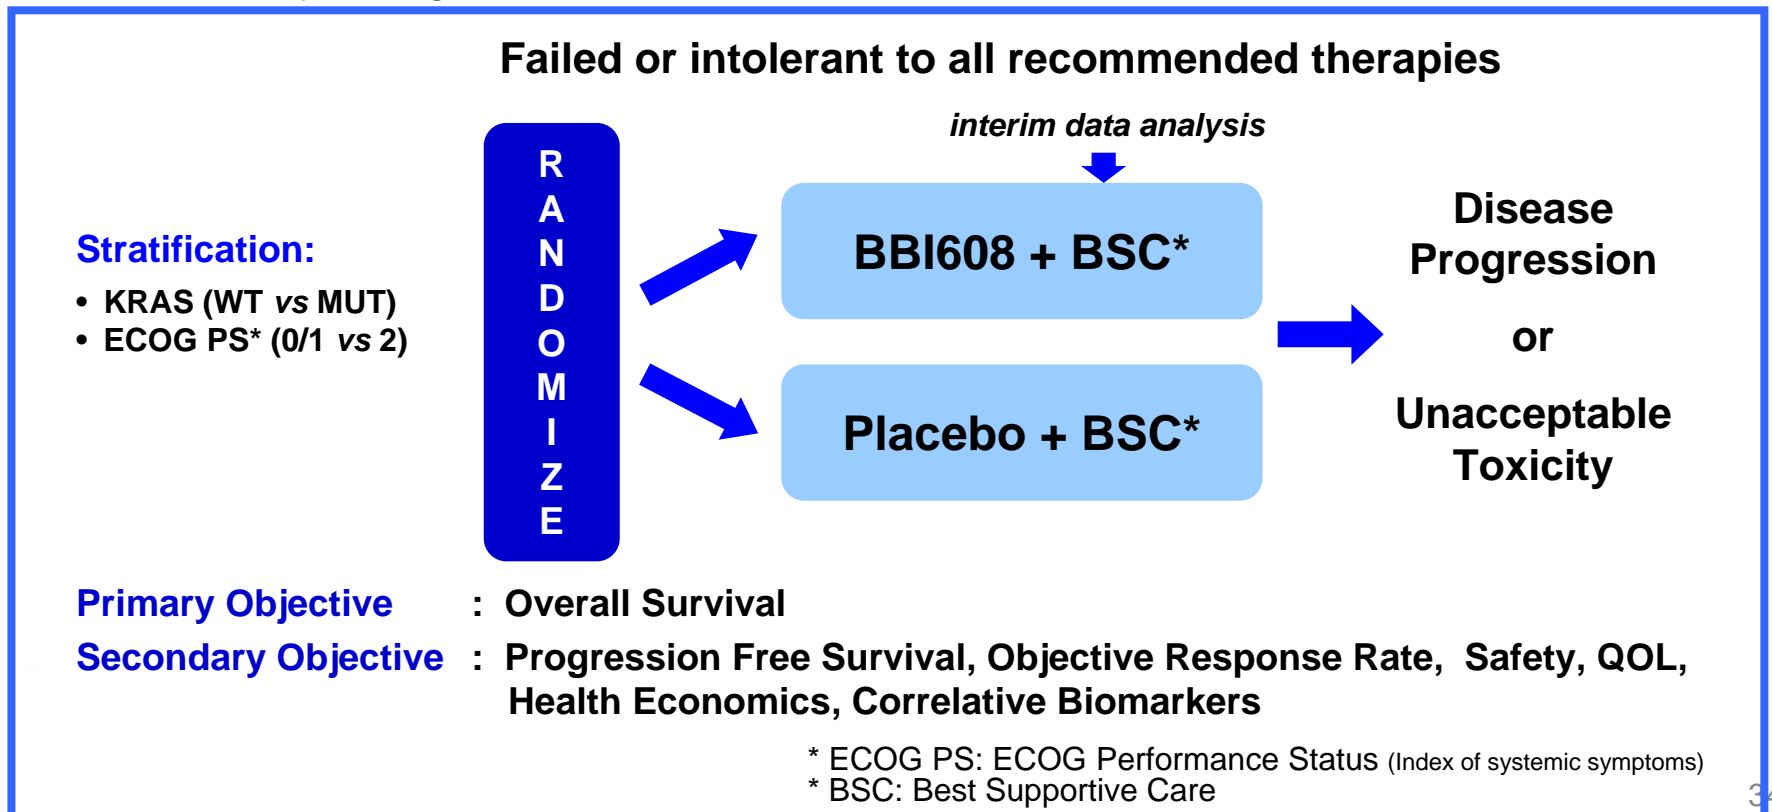 Failed or intolerant to all recommended therapies
interim data analysis
R
A
N
D
O
M
I
Z
E
Stratification:
• KRAS (WT vs MUT)
• ECOG PS* (0/1 vs 2)
BBI608 + BSC*
Placebo + BSC*
Disease
Progression
or
Unacceptable
Toxicity
Primary Objective : Overall Survival
Secondary Objective : Progression Free Survival, Objective Response Rate, Safety, QOL,
Health Economics, Correlative Biomarkers
* ECOG PS: ECOG Performance Status (Index of systemic symptoms)
* BSC: Best Supportive Care